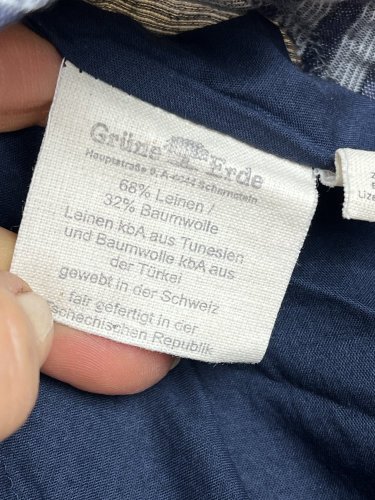 Grüne Erde
Hauptstraße 9, A-4644 Scharnstein
68% Leinen /
32% Baumwolle
Leinen kbA aus Tunesien
und Baumwolle kbA aus
der Türkei
gewebt in der Schweiz
fair gefertigt in der
Tschechischen Republik